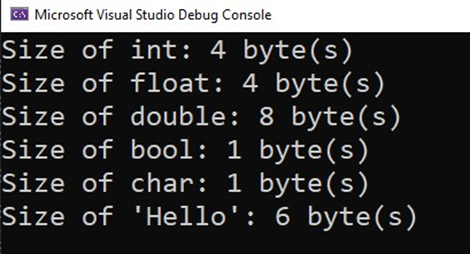 Microsoft Visual Studio Debug Console
Size of int: 4 byte(s)
Size of float: 4 byte(s)
Size of double: 8 byte(s)
Size of bool: 1 byte(s)
Size of char: 1 byte(s)
Size of 'Hello': 6 byte(s)